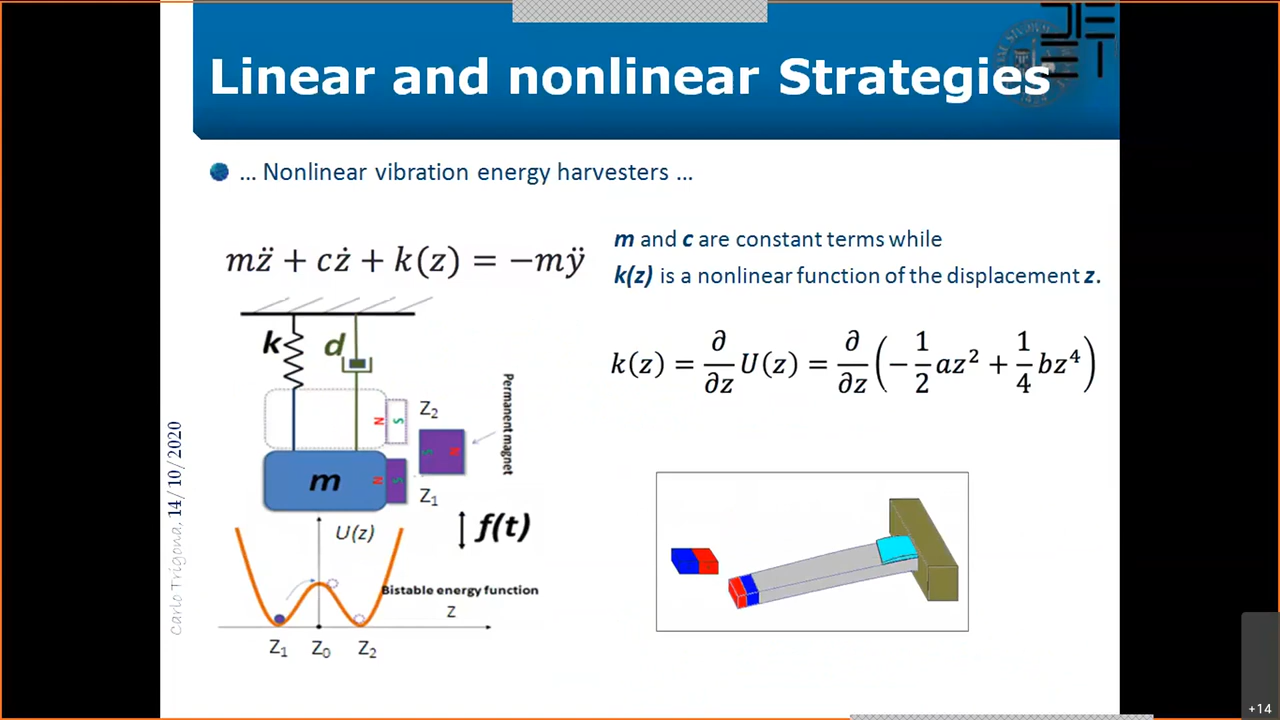 Linear and nonlinear Strategies
... Nonlinear vibration energy harvesters ...
mz̈ + cż + k(z) = −mÿ
m and c are constant terms while
k(z) is a nonlinear function of the displacement z.
k(z) = ∂/∂z U(z) = ∂/∂z (−1/2 az² + 1/4 bz⁴)
k
d
N
S
Z₂
Permanent magnet
S
N
m
N
S
Z₁
U(z)
f(t)
Bistable energy function
Z
Z₁ Z₀ Z₂
Carlo Trigona, 14/10/2020
+14